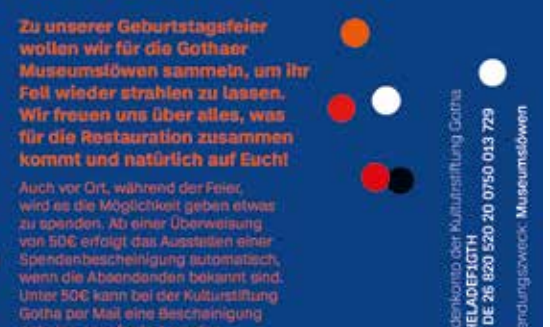 Zu unserer Geburtstagsfeier
wollen wir für die Gothaer
Museumslöwen sammeln, um ihr
Fell wieder strahlen zu lassen.
Wir freuen uns über alles, was
für die Restauration zusammen
kommt und natürlich auf Euch!
Auch vor Ort, während der Feier,
wird es die Möglichkeit geben etwas
zu spenden. Ab einer Überweisung
von 50€ erfolgt das Ausstellen einer
Spendenbescheinigung automatisch,
wenn die Absendenden bekannt sind.
Unter 50€ kann bei der Kulturstiftung
Gotha per Mail eine Bescheinigung
denkonto der Kulturstiftung Gotha
HELADEF1GTH
DE 26 820 520 20 0750 013 729
endungszweck: Museumslöwen